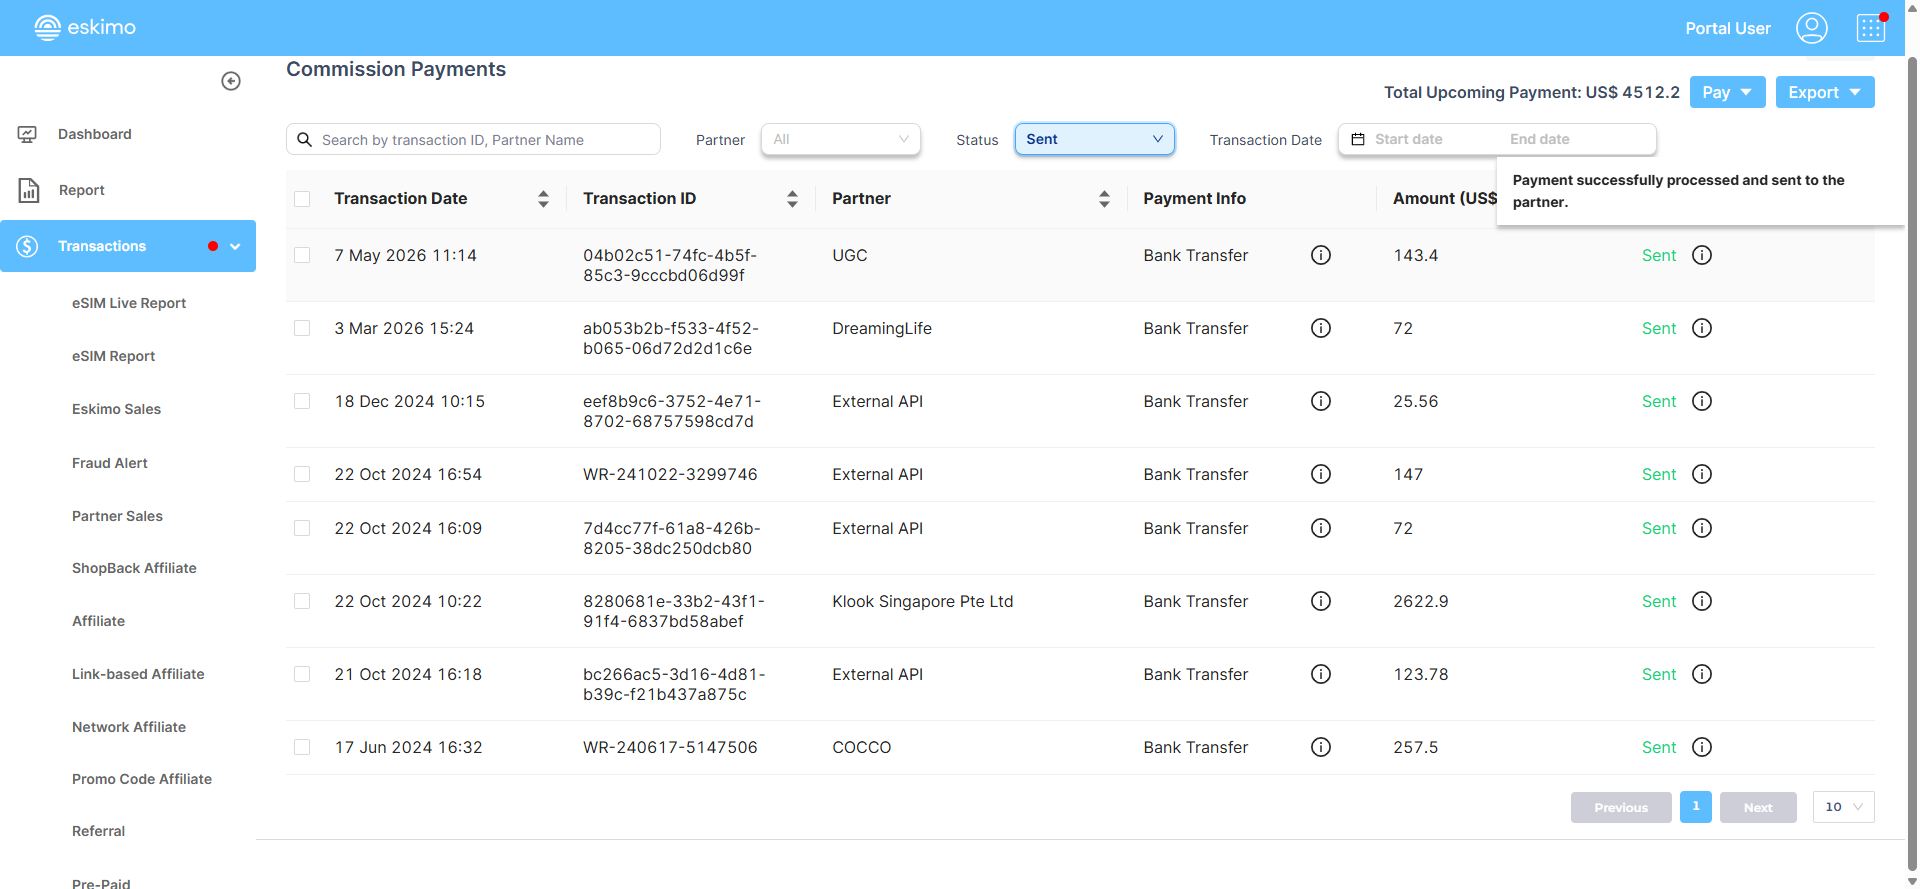 eskimo
Portal User
Commission Payments
Total Upcoming Payment: US$ 4512.2
Pay
Export
Search by transaction ID, Partner Name
Partner
All
Status
Sent
Transaction Date
Start date
End date
Payment successfully processed and sent to the
partner.
Dashboard
Report
Transactions
eSIM Live Report
eSIM Report
Eskimo Sales
Fraud Alert
Partner Sales
ShopBack Affiliate
Affiliate
Link-based Affiliate
Network Affiliate
Promo Code Affiliate
Referral
Pre-Paid
Transaction Date Transaction ID Partner Payment Info Amount (US$
7 May 2026 11:14 04b02c51-74fc-4b5f- UGC Bank Transfer 143.4 Sent
85c3-9cccbd06d99f
3 Mar 2026 15:24 ab053b2b-f533-4f52- DreamingLife Bank Transfer 72 Sent
b065-06d72d2d1c6e
18 Dec 2024 10:15 eef8b9c6-3752-4e71- External API Bank Transfer 25.56 Sent
8702-68757598cd7d
22 Oct 2024 16:54 WR-241022-3299746 External API Bank Transfer 147 Sent
22 Oct 2024 16:09 7d4cc77f-61a8-426b- External API Bank Transfer 72 Sent
8205-38dc250dcb80
22 Oct 2024 10:22 8280681e-33b2-43f1- Klook Singapore Pte Ltd Bank Transfer 2622.9 Sent
91f4-6837bd58abef
21 Oct 2024 16:18 bc266ac5-3d16-4d81- External API Bank Transfer 123.78 Sent
b39c-f21b437a875c
17 Jun 2024 16:32 WR-240617-5147506 COCCO Bank Transfer 257.5 Sent
Previous 1 Next 10